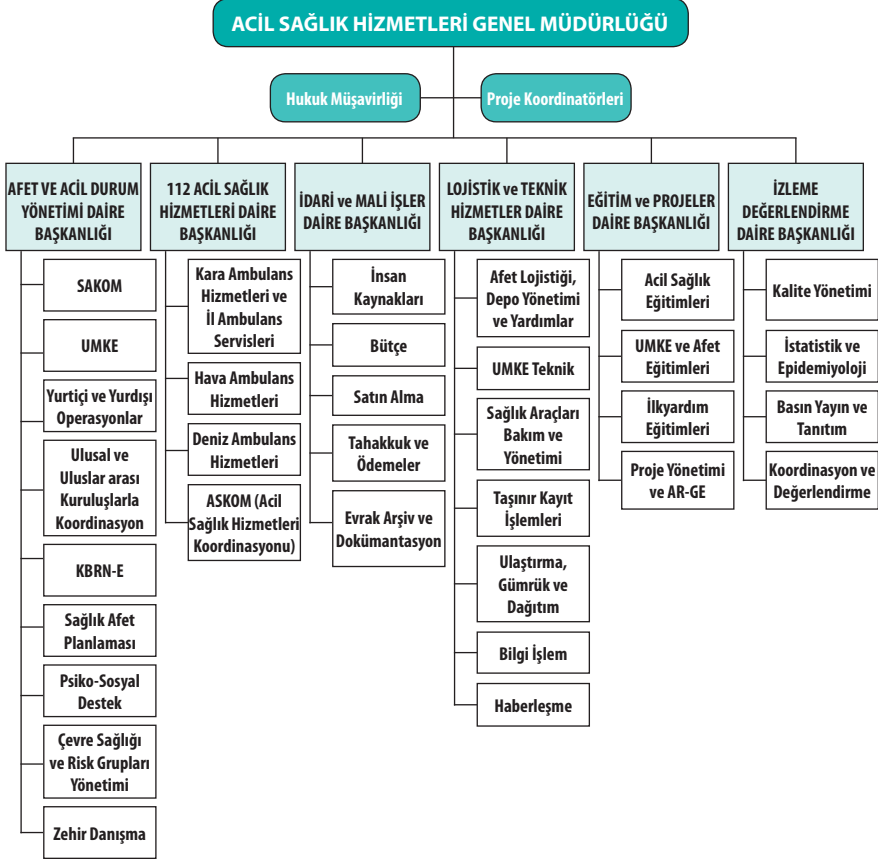 ACİL SAĞLIK HİZMETLERİ GENEL MÜDÜRLÜĞÜ
Hukuk Müşavirliği
Proje Koordinatörleri
AFET VE ACİL DURUM
YÖNETİMİ DAİRE
BAŞKANLIĞI
SAKOM
UMKE
Yurtiçi ve Yurdışı
Operasyonlar
Ulusal ve
Uluslar arası
Kuruluşlarla
Koordinasyon
KBRN-E
Sağlık Afet
Planlaması
Psiko-Sosyal
Destek
Çevre Sağlığı
ve Risk Grupları
Yönetimi
Zehir Danışma
112 ACİL SAĞLIK
HİZMETLERİ DAİRE
BAŞKANLIĞI
Kara Ambulans
Hizmetleri ve
İl Ambulans
Servisleri
Hava Ambulans
Hizmetleri
Deniz Ambulans
Hizmetleri
ASKOM (Acil
Sağlık Hizmetleri
Koordinasyonu)
İDARİ ve MALİ İŞLER
DAİRE BAŞKANLIĞI
İnsan
Kaynakları
Bütçe
Satın Alma
Tahakkuk ve
Ödemeler
Evrak Arşiv ve
Dokümantasyon
LOJİSTİK ve TEKNİK
HİZMETLER DAİRE
BAŞKANLIĞI
Afet Lojistiği,
Depo Yönetimi
ve Yardımlar
UMKE Teknik
Sağlık Araçları
Bakım ve
Yönetimi
Taşınır Kayıt
İşlemleri
Ulaştırma,
Gümrük ve
Dağıtım
Bilgi İşlem
Haberleşme
EĞİTİM ve PROJELER
DAİRE BAŞKANLIĞI
Acil Sağlık
Eğitimleri
UMKE ve Afet
Eğitimleri
İlkyardım
Eğitimleri
Proje Yönetimi
ve AR-GE
İZLEME
DEĞERLENDİRME
DAİRE BAŞKANLIĞI
Kalite Yönetimi
İstatistik ve
Epidemiyoloji
Basın Yayın ve
Tanıtım
Koordinasyon ve
Değerlendirme